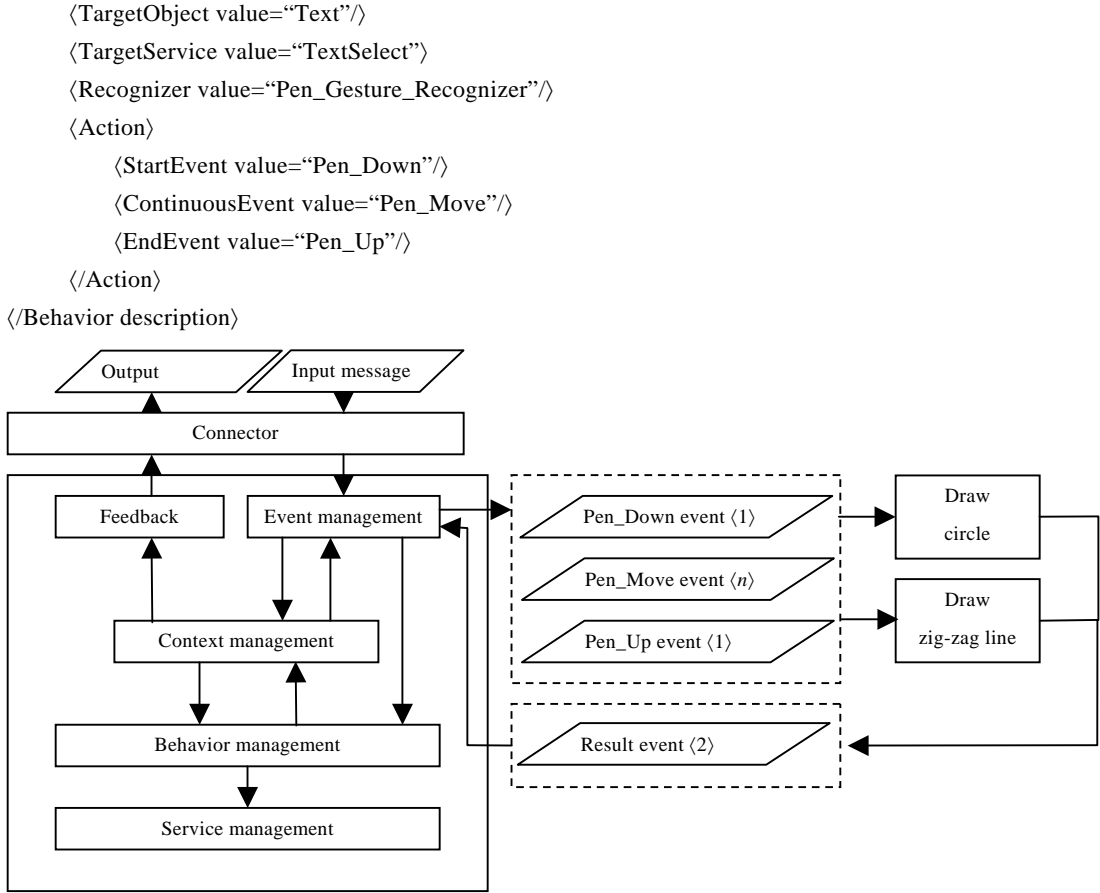 〈TargetObject value=“Text”/〉
〈TargetService value=“TextSelect”〉
〈Recognizer value=“Pen_Gesture_Recognizer”/〉
〈Action〉
〈StartEvent value=“Pen_Down”/〉
〈ContinuousEvent value=“Pen_Move”/〉
〈EndEvent value=“Pen_Up”/〉
〈/Action〉
〈/Behavior description〉
Output
Input message
Connector
Feedback
Event management
Context management
Behavior management
Service management
Pen_Down event 〈1〉
Pen_Move event 〈n〉
Pen_Up event 〈1〉
Result event 〈2〉
Draw
circle
Draw
zig-zag line